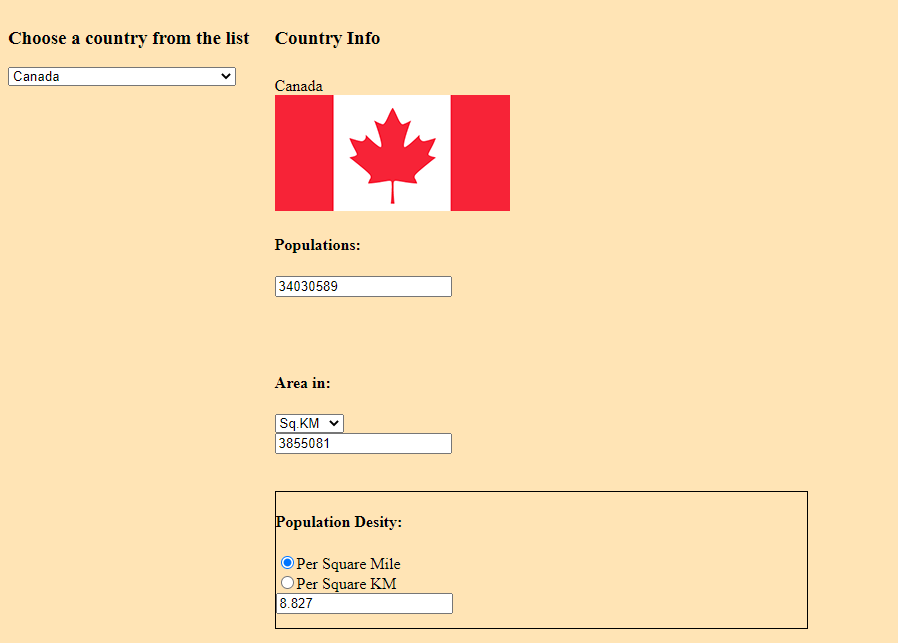 Choose a country from the list
Canada
Country Info
Canada
Populations:
34030589
Area in:
Sq.KM
3855081
Population Desity:
Per Square Mile
Per Square KM
8.827